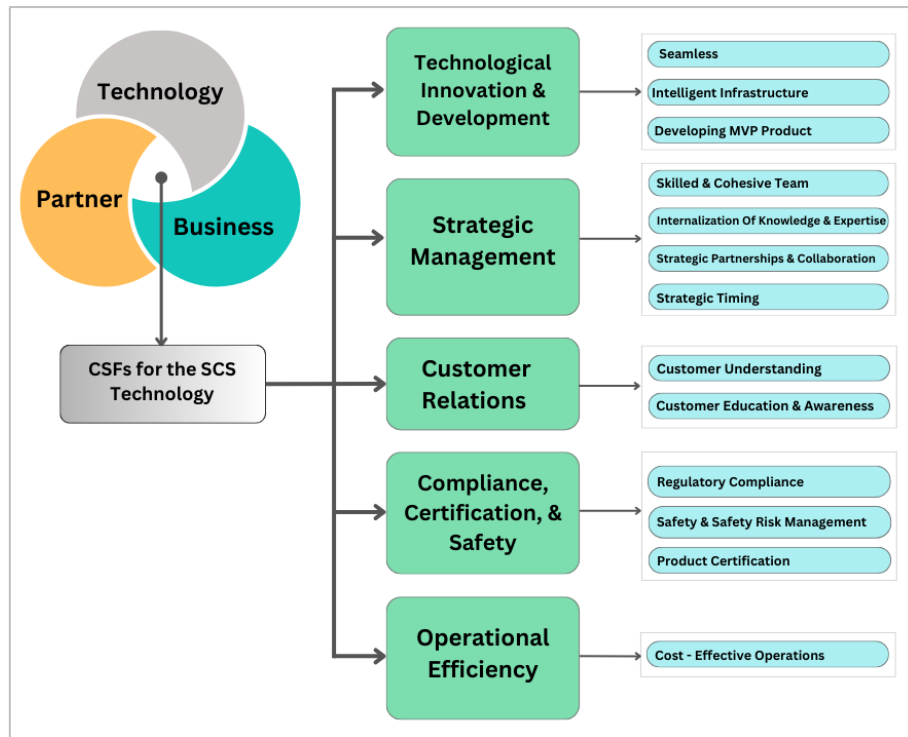 Technology
Partner
Business
CSFs for the SCS
Technology
Technological
Innovation &
Development
Seamless
Intelligent Infrastructure
Developing MVP Product
Strategic
Management
Skilled & Cohesive Team
Internalization Of Knowledge & Expertise
Strategic Partnerships & Collaboration
Strategic Timing
Customer
Relations
Customer Understanding
Customer Education & Awareness
Compliance,
Certification, &
Safety
Regulatory Compliance
Safety & Safety Risk Management
Product Certification
Operational
Efficiency
Cost - Effective Operations